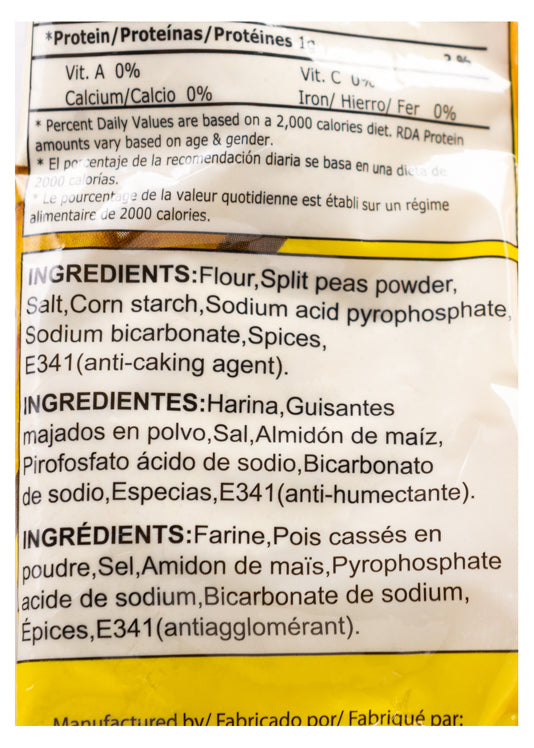 *Protein/Proteínas/Protéines 1g
Vit. A 0% Vit. C 0%
Calcium/Calcio 0% Iron/ Hierro/ Fer 0%
* Percent Daily Values are based on a 2,000 calories diet. RDA Protein
amounts vary based on age & gender.
* El porcentaje de la recomendación diaria se basa en una dieta de
2000 calorías.
* Le pourcentage de la valeur quotidienne est établi sur un régime
alimentaire de 2000 calories.
INGREDIENTS:Flour,Split peas powder,
Salt,Corn starch,Sodium acid pyrophosphate,
Sodium bicarbonate,Spices,
E341(anti-caking agent).
INGREDIENTES:Harina,Guisantes
majados en polvo,Sal,Almidón de maíz,
Pirofosfato ácido de sodio,Bicarbonato
de sodio,Especias,E341(anti-humectante).
INGRÉDIENTS:Farine,Pois cassés en
poudre,Sel,Amidon de maïs,Pyrophosphate
acide de sodium,Bicarbonate de sodium,
Épices,E341(antiagglomérant).
Manufactured by/ Fabricado por/ Fabriqué par: